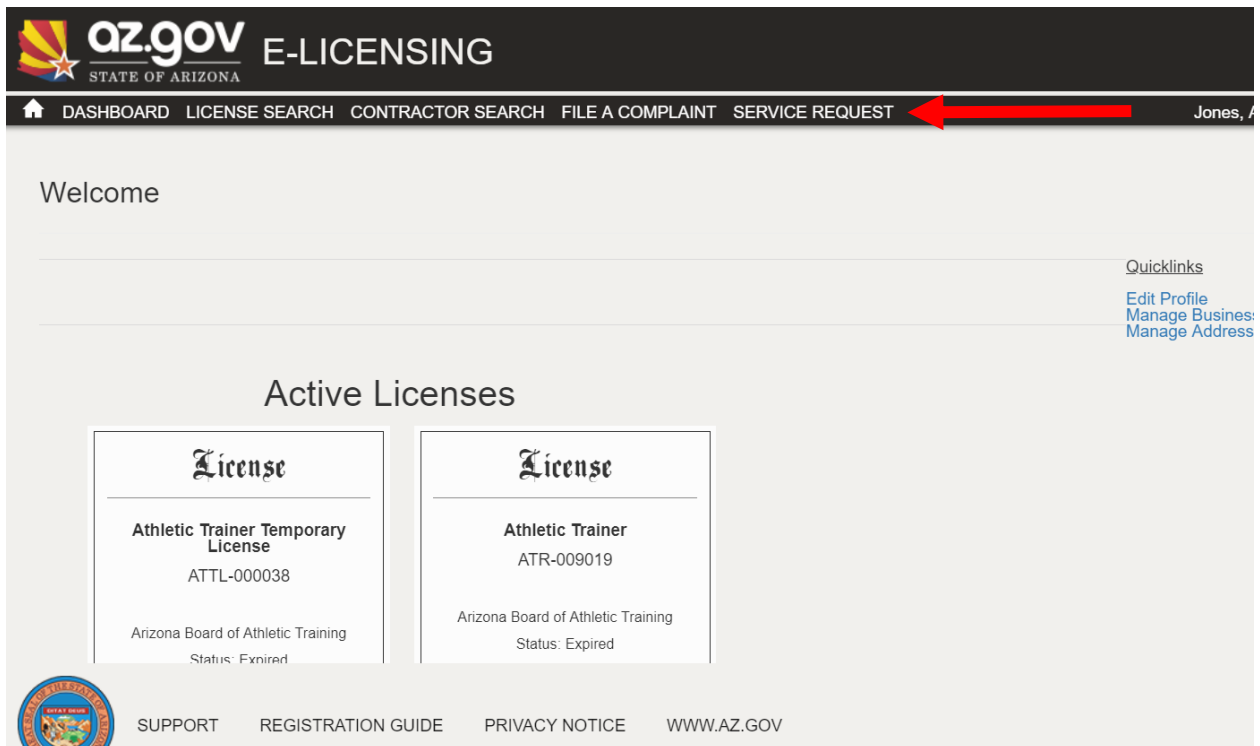 az.gov
STATE OF ARIZONA
E-LICENSING
DASHBOARD LICENSE SEARCH CONTRACTOR SEARCH FILE A COMPLAINT SERVICE REQUEST Jones, A
Welcome
Quicklinks
Edit Profile
Manage Business
Manage Address
Active Licenses
License
Athletic Trainer Temporary
License
ATTL-000038
Arizona Board of Athletic Training
Status: Expired
License
Athletic Trainer
ATR-009019
Arizona Board of Athletic Training
Status: Expired
DITAT DEUS
SUPPORT REGISTRATION GUIDE PRIVACY NOTICE WWW.AZ.GOV